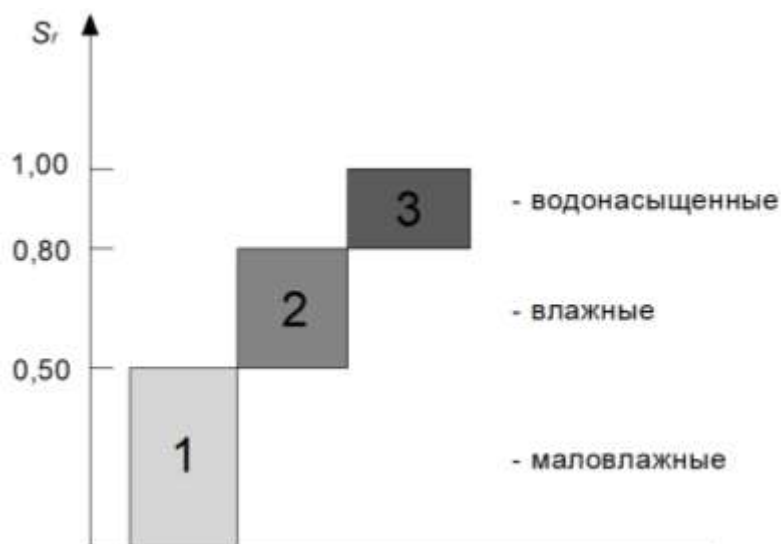 Sr
1,00
3
- водонасыщенные
0,80
2
- влажные
0,50
1
- маловлажные